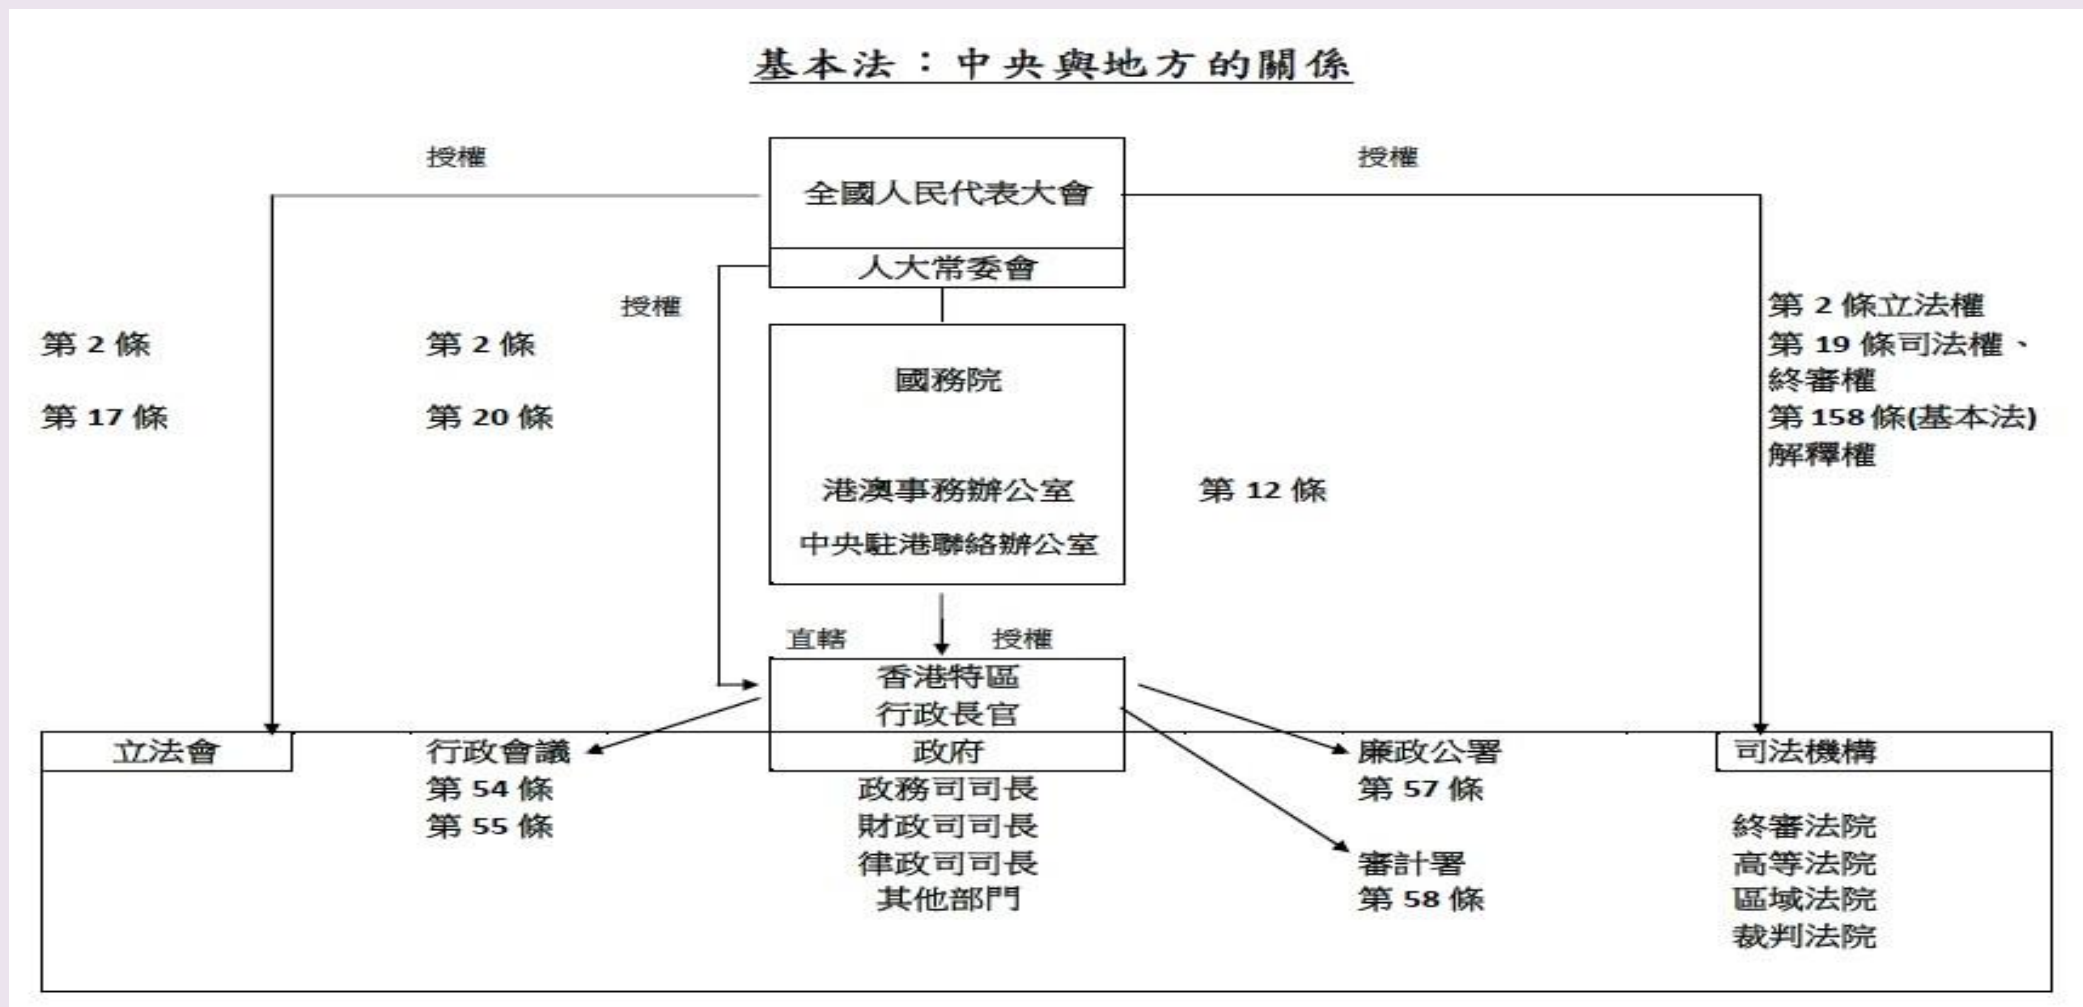 基本法：中央與地方的關係
授權
授權
全國人民代表大會
人大常委會
授權
第 2 條
第 17 條
第 2 條
第 20 條
國務院
港澳事務辦公室
中央駐港聯絡辦公室
第 12 條
第 2 條立法權
第 19 條司法權、
終審權
第 158 條(基本法)
解釋權
直轄
授權
香港特區
行政長官
立法會
行政會議
第 54 條
第 55 條
政府
政務司司長
財政司司長
律政司司長
其他部門
廉政公署
第 57 條
審計署
第 58 條
司法機構
終審法院
高等法院
區域法院
裁判法院